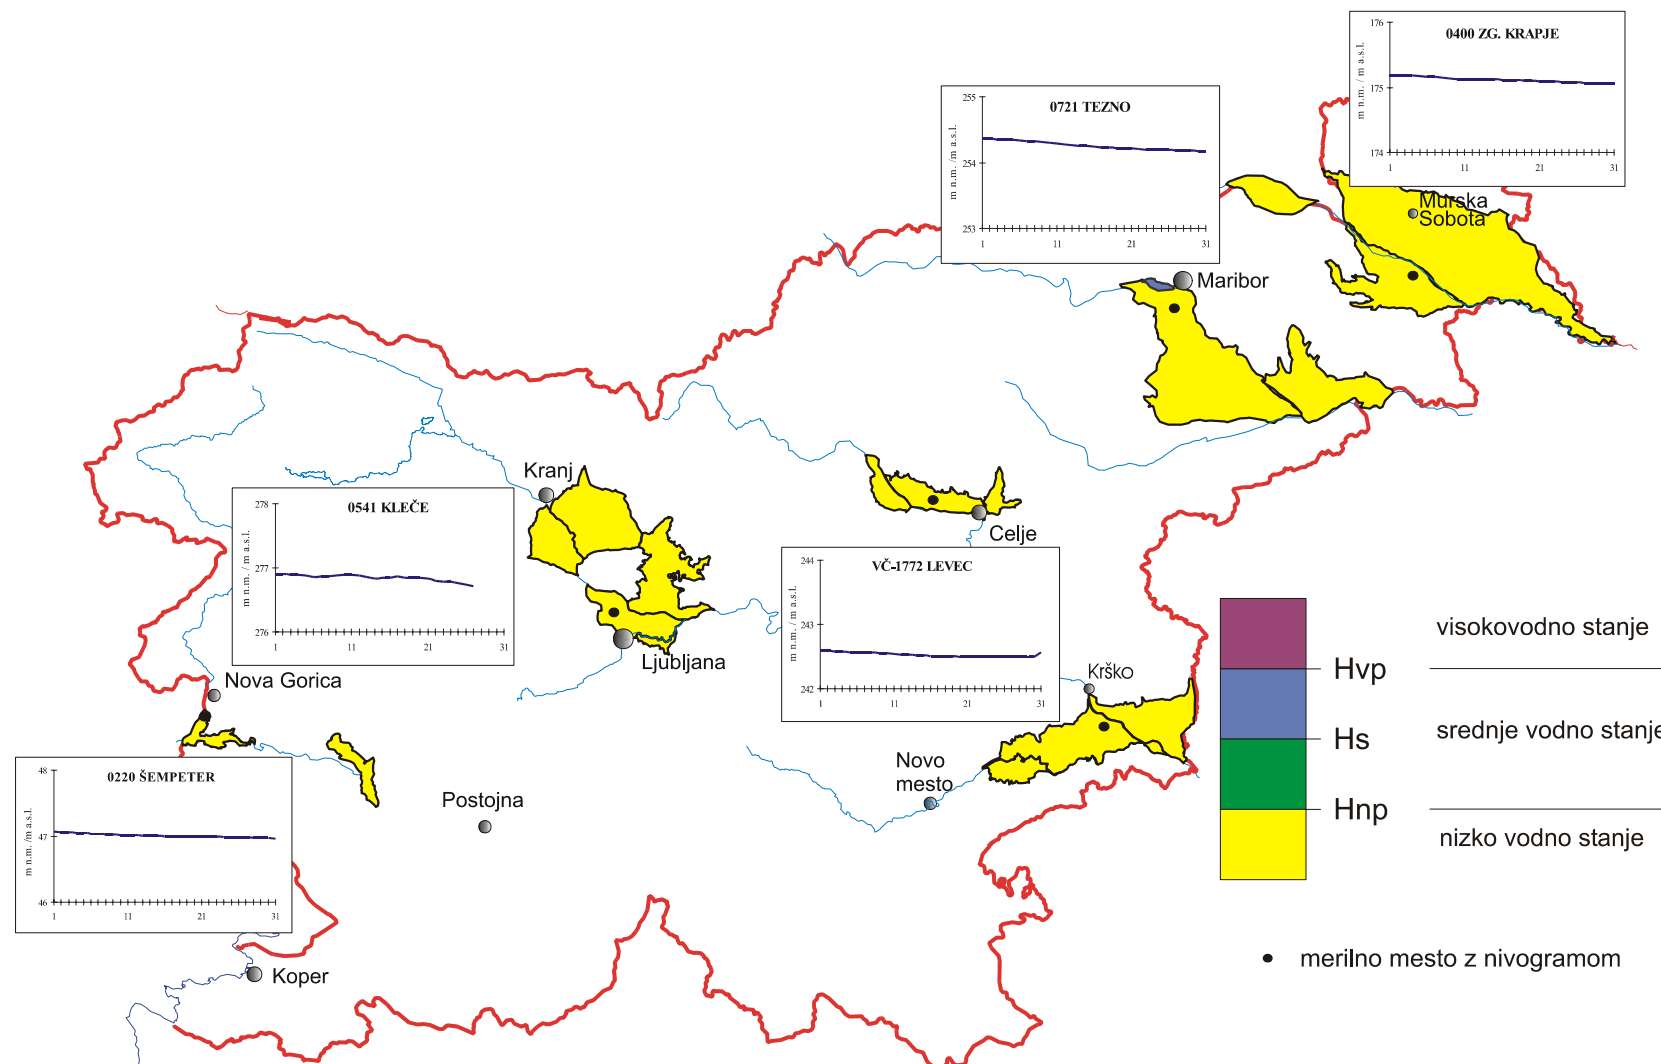 0400 ZG. KRAPJE
m n.m. / m a.s.l.
176
175
174
1 11 21 31
0721 TEZNO
m n.m. /m a.s.l.
255
254
253
1 11 21 31
Murska
Sobota
Maribor
Kranj
Celje
0541 KLEČE
m n.m. / m a.s.l.
278
277
276
1 11 21 31
VČ-1772 LEVEC
m n.m. / m a.s.l.
244
243
242
1 11 21 31
Ljubljana
Nova Gorica
Krško
Novo
mesto
Postojna
0220 ŠEMPETER
m n.m. /m a.s.l.
48
47
46
1 11 21 31
Koper
visokovodno stanje
Hvp
srednje vodno stanje
Hs
Hnp
nizko vodno stanje
merilno mesto z nivogramom